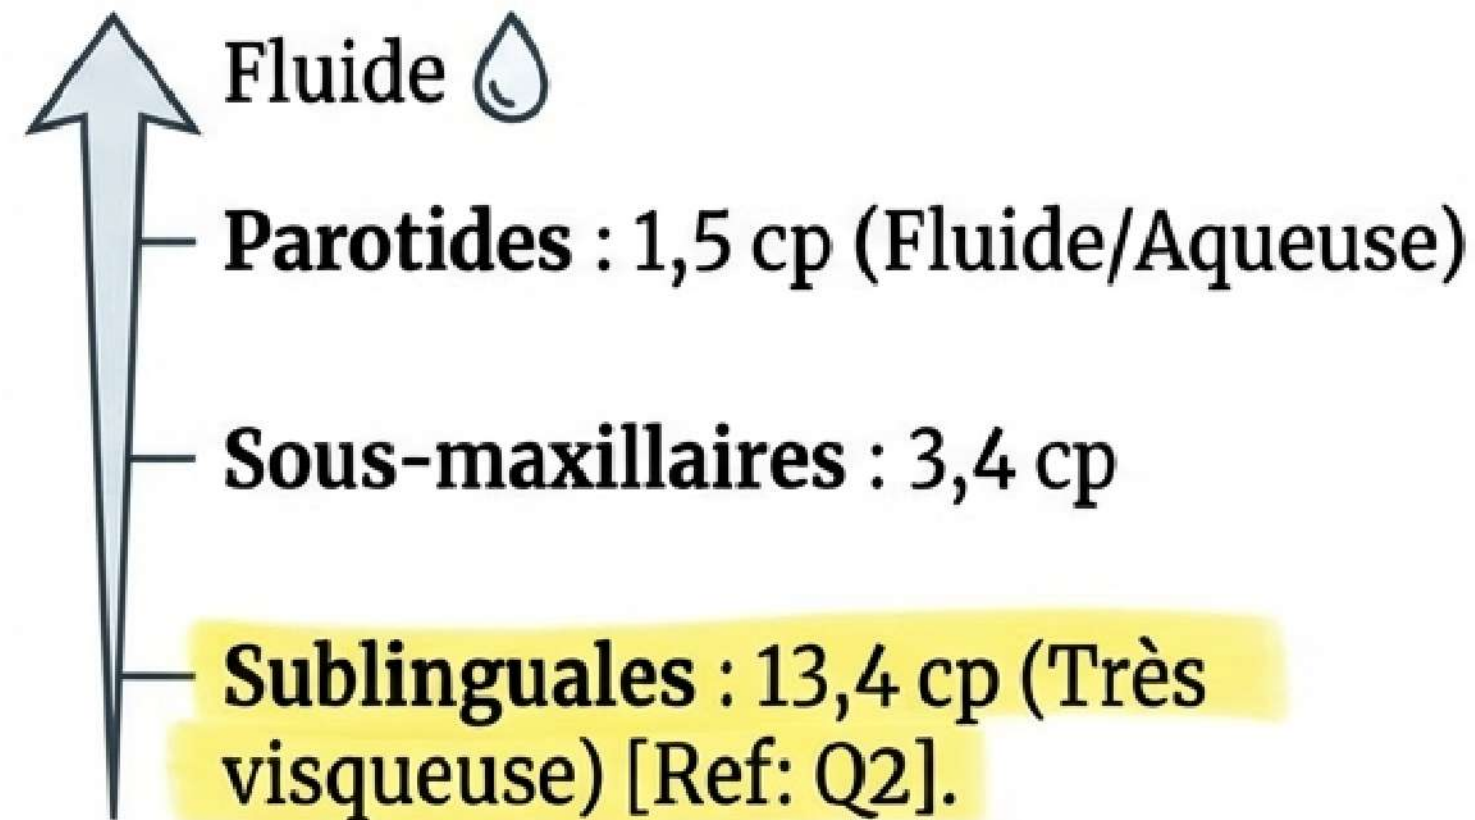 Fluide
Parotides : 1,5 cp (Fluide/Aqueuse)
Sous-maxillaires : 3,4 cp
Sublinguales : 13,4 cp (Très
visqueuse) [Ref: Q2].